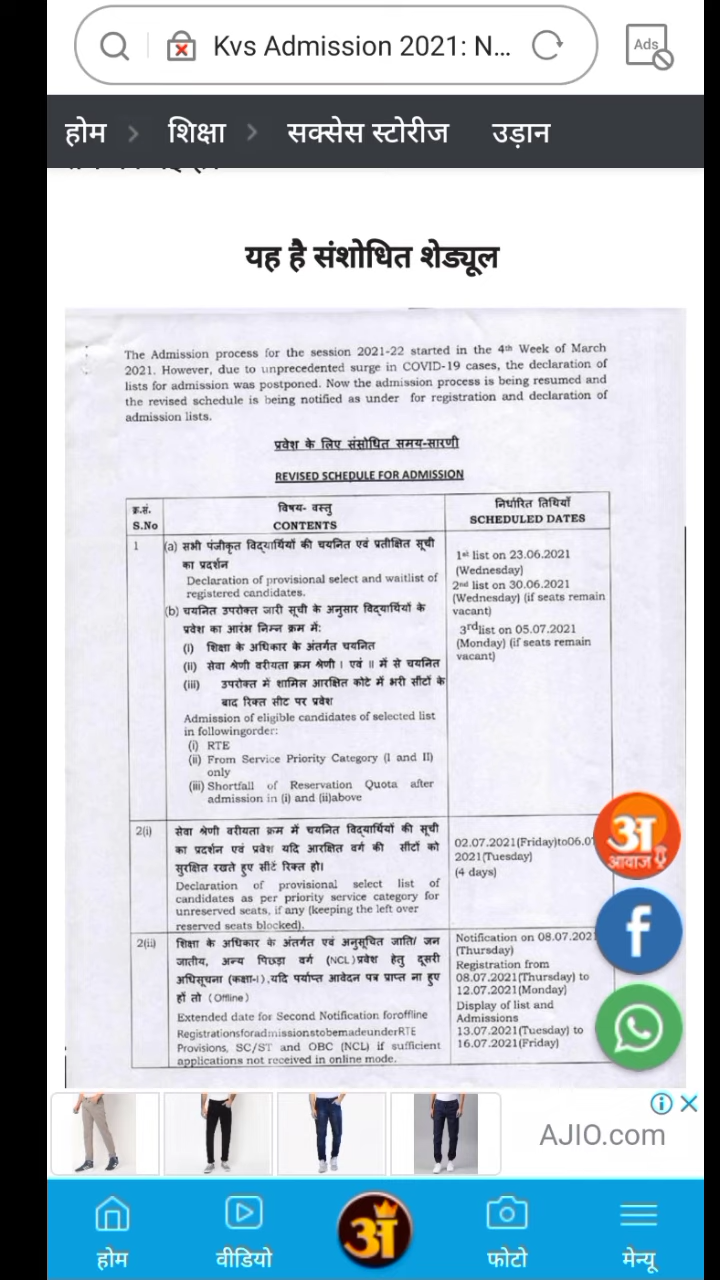 Kvs Admission 2021: N...
Ads
होम > शिक्षा > सक्सेस स्टोरीज उड़ान
यह है संशोधित शेड्यूल
The Admission process for the session 2021-22 started in the 4th Week of March
2021. However, due to unprecedented surge in COVID-19 cases, the declaration of
lists for admission was postponed. Now the admission process is being resumed and
the revised schedule is being notified as under for registration and declaration of
admission lists.
प्रवेश के लिए संसोधित समय-सारणी
REVISED SCHEDULE FOR ADMISSION
क्र.सं.
S.No
विषय- वस्तु
CONTENTS
निर्धारित तिथियाँ
SCHEDULED DATES
1
(a) सभी पंजीकृत विद्यार्थियों की चयनित एवं प्रतीक्षित सूची
का प्रदर्शन
Declaration of provisional select and waitlist of
registered candidates.
(b) चयनित उपरोक्त जारी सूची के अनुसार विद्यार्थियों के
प्रवेश का आरंभ निम्न क्रम में:
(i) शिक्षा के अधिकार के अंतर्गत चयनित
(ii) सेवा श्रेणी वरीयता क्रम श्रेणी I एवं II में से चयनित
(iii) उपरोक्त में शामिल आरक्षित कोटे में भरी सीटों के
बाद रिक्त सीट पर प्रवेश
Admission of eligible candidates of selected list
in followingorder:
(i) RTE
(ii) From Service Priority Category (I and II)
only
(iii) Shortfall of Reservation Quota after
admission in (i) and (ii)above
1st list on 23.06.2021
(Wednesday)
2nd list on 30.06.2021
(Wednesday) (if seats remain
vacant)
3rdlist on 05.07.2021
(Monday) (if seats remain
vacant)
2(i)
सेवा श्रेणी वरीयता क्रम में चयनित विद्यार्थियों की सूची
का प्रदर्शन एवं प्रवेश यदि आरक्षित वर्ग की सीटों को
सुरक्षित रखते हुए सीटें रिक्त हो।
Declaration of provisional select list of
candidates as per priority service category for
unreserved seats, if any (keeping the left over
reserved seats blocked).
02.07.2021(Friday)to06.0
2021(Tuesday)
(4 days)
2(ii)
शिक्षा के अधिकार के अंतर्गत एवं अनुसूचित जाति/ जन
जातीय, अन्य पिछड़ा वर्ग (NCL)प्रवेश हेतु दूसरी
अधिसूचना (कक्षा-I),यदि पर्याप्त आवेदन पत्र प्राप्त ना हुए
हों तो (Offline)
Extended date for Second Notification foroffline
RegistrationsforadmissionstobemadeunderRTE
Provisions, SC/ST and OBC (NCL) if sufficient
applications not received in online mode.
Notification on 08.07.202
(Thursday)
Registration from
08.07.2021(Thursday) to
12.07.2021(Monday)
Display of list and
Admissions
13.07.2021(Tuesday) to
16.07.2021(Friday)
अ
आवाज
f
AJIO.com
अं
होम
वीडियो
फोटो
मेन्यू